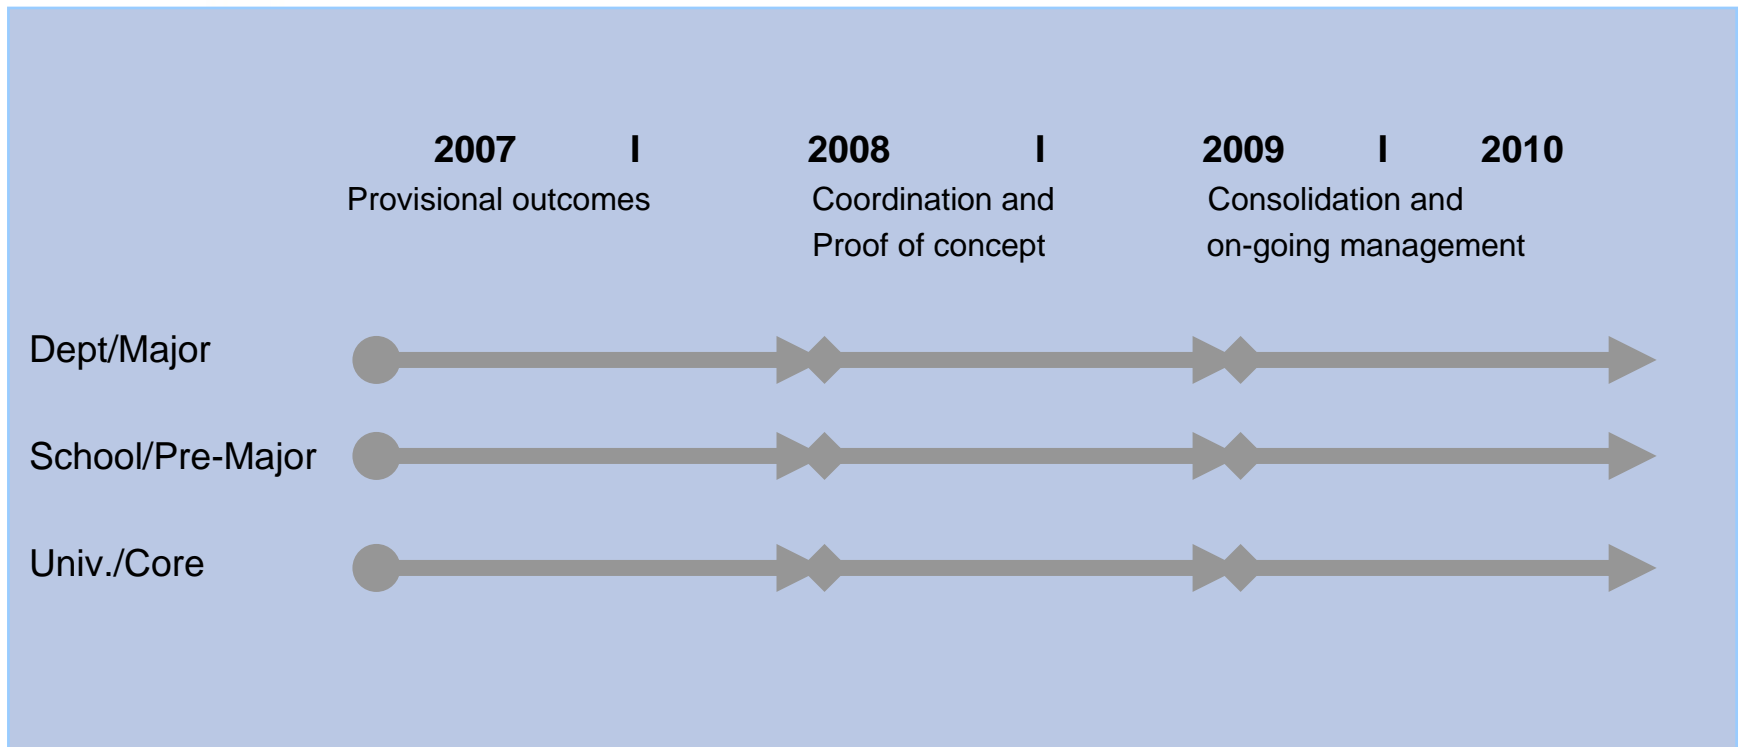 2007 I 2008 I 2009 I 2010
Provisional outcomes Coordination and Consolidation and
Proof of concept on-going management
Dept/Major
School/Pre-Major
Univ./Core